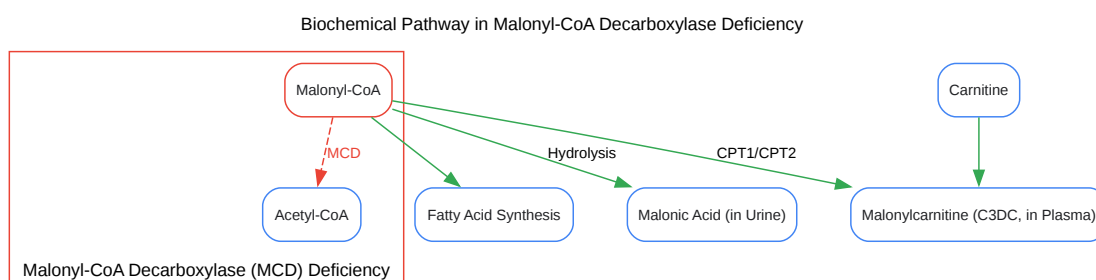 Biochemical Pathway in Malonyl-CoA Decarboxylase Deficiency
Malonyl-CoA
Carnitine
MCD
Hydrolysis
CPT1/CPT2
Acetyl-CoA
Fatty Acid Synthesis
Malonic Acid (in Urine)
Malonylcarnitine (C3DC, in Plasma)
Malonyl-CoA Decarboxylase (MCD) Deficiency